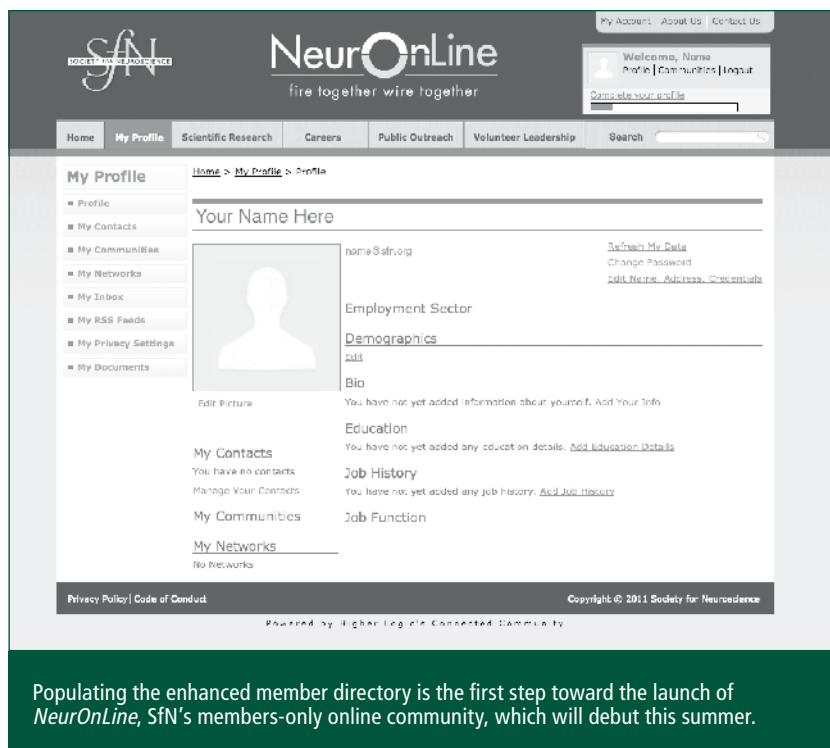 My Account About Us Contact Us
SfN
SOCIETY FOR NEUROSCIENCE
NeurOnLine
fire together wire together
Welcome, Name
Profile | Communities | Logout
Complete your profile
Home My Profile Scientific Research Careers Public Outreach Volunteer Leadership Search
My Profile
Profile
My Contacts
My Communities
My Networks
My Inbox
My RSS Feeds
My Privacy Settings
My Documents
Home > My Profile > Profile
Your Name Here
name@sfn.org
Refresh My Data
Change Password
Edit Name, Address, Credentials
Edit Picture
My Contacts
You have no contacts
Manage Your Contacts
My Communities
My Networks
No Networks
Employment Sector
Demographics
Edit
Bio
You have not yet added information about yourself. Add Your Info
Education
You have not yet added any education details. Add Education Details
Job History
You have not yet added any job history. Add Job History
Job Function
Privacy Policy | Code of Conduct
Copyright © 2011 Society for Neuroscience
Powered by Higher Logic's Connected Community
Populating the enhanced member directory is the first step toward the launch of
NeurOnLine, SfN's members-only online community, which will debut this summer.